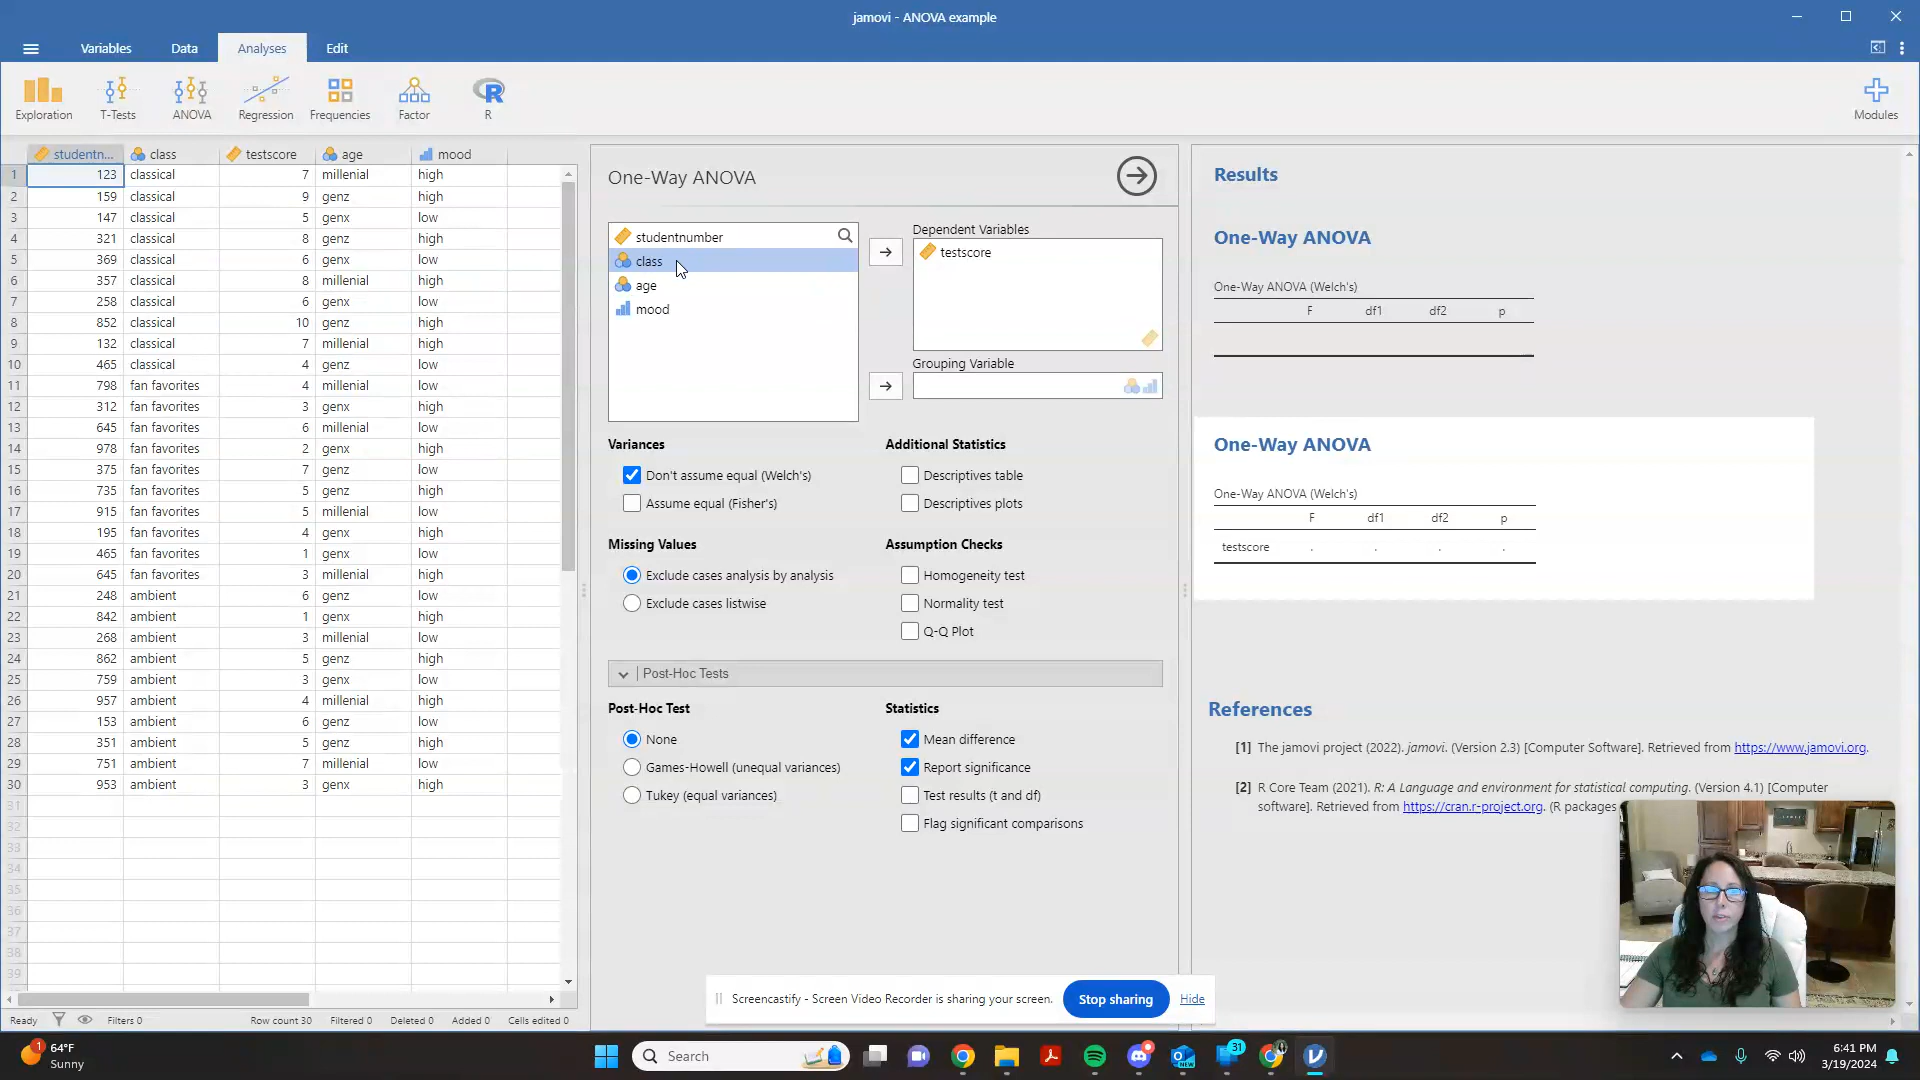 jamovi - ANOVA example
Variables Data Analyses Edit
Exploration T-Tests ANOVA Regression Frequencies Factor R Modules
studentn... class testscore age mood
1 123 classical 7 millenial high
2 159 classical 9 genz high
3 147 classical 5 genx low
4 321 classical 8 genz high
5 369 classical 6 genx low
6 357 classical 8 millenial high
7 258 classical 6 genx low
8 852 classical 10 genz high
9 132 classical 7 millenial high
10 465 classical 4 genz low
11 798 fan favorites 4 millenial low
12 312 fan favorites 3 genx high
13 645 fan favorites 6 millenial low
14 978 fan favorites 2 genx high
15 375 fan favorites 7 genz low
16 735 fan favorites 5 genz high
17 915 fan favorites 5 millenial low
18 195 fan favorites 4 genx high
19 465 fan favorites 1 genx low
20 645 fan favorites 3 millenial high
21 248 ambient 6 genz low
22 842 ambient 1 genx high
23 268 ambient 3 millenial low
24 862 ambient 5 genz high
25 759 ambient 3 genx low
26 957 ambient 4 millenial high
27 153 ambient 6 genz low
28 351 ambient 5 genz high
29 751 ambient 7 millenial low
30 953 ambient 3 genx high
31
32
33
34
35
36
37
38
39
Ready Filters 0 Row count 30 Filtered 0 Deleted 0 Added 0 Cells edited 0
One-Way ANOVA
studentnumber
class
age
mood
Dependent Variables
testscore
Grouping Variable
Variances
Don't assume equal (Welch's)
Assume equal (Fisher's)
Additional Statistics
Descriptives table
Descriptives plots
Missing Values
Exclude cases analysis by analysis
Exclude cases listwise
Assumption Checks
Homogeneity test
Normality test
Q-Q Plot
Post-Hoc Tests
Post-Hoc Test
None
Games-Howell (unequal variances)
Tukey (equal variances)
Statistics
Mean difference
Report significance
Test results (t and df)
Flag significant comparisons
Results
One-Way ANOVA
One-Way ANOVA (Welch's)
F df1 df2 p
One-Way ANOVA
One-Way ANOVA (Welch's)
F df1 df2 p
testscore . . . .
References
[1] The jamovi project (2022). jamovi. (Version 2.3) [Computer Software]. Retrieved from https://www.jamovi.org.
[2] R Core Team (2021). R: A Language and environment for statistical computing. (Version 4.1) [Computer
software]. Retrieved from https://cran.r-project.org. (R packages
Screencastify - Screen Video Recorder is sharing your screen. Stop sharing Hide
1 64°F
Sunny
Search
NEW
31
6:41 PM
3/19/2024